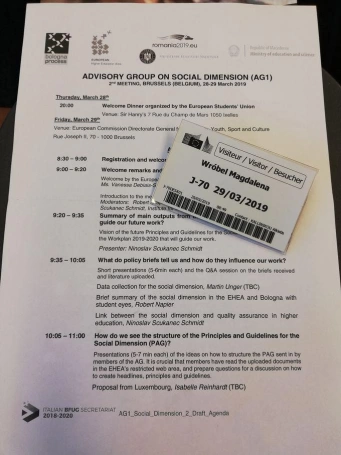 bologna
process
EUROPEAN
romania2019.eu
ADVISORY GROUP ON SOCIAL DIMENSION (AG1)
2ND MEETING, BRUSSELS (BELGIUM), 28-29 March 2019
Thursday, March 28th
20:00 Welcome Dinner organized by the European Students' Union
Venue: Sir Henry's 7 Rue du Champ de Mars 1050 Ixelles
Friday, March 29th
Venue: European Commission Directorate General Youth, Sport and Culture
Rue Joseph II, 70 - 1000 Brussels
Visiteur / Visitor / Besucher
Wróbel Magdalena
J-70 29/03/2019
8:30 – 9:00 Registration and
9:00 – 9:20 Welcome remarks and
Welcome by the
Ms. Vanessa
Introduction to the
Moderators: Robert
Scukanec Schmidt,
9:20 – 9:35 Summary of main outputs from
guide our future work?
Vision of the future Principles and Guidelines for the
the Workplan 2019-2020 that will guide our work.
Presenter: Ninoslav Scukanec Schmidt
9:35 – 10:05 What do policy briefs tell us and how do they influence our work?
Short presentations (5-6min each) and the Q&A session on the briefs received
and literature uploaded.
Data collection for the social dimension, Martin Unger (TBC)
Brief summary of the social dimension in the EHEA and Bologna with
student eyes, Robert Napier
Link between the social dimension and quality assurance in higher
education, Ninoslav Scukanec Schmidt
10:05 – 11:00 How do we see the structure of the Principles and Guidelines for the
Social Dimension (PAG)?
Presentations (5-7 min each) of the ideas on how to structure the PAG sent in by
members of the AG. It is crucial that members have read the uploaded documents
in the EHEA's restricted web area, and prepare questions for a discussion on how
to create headlines, principles and guidelines.
Proposal from Luxembourg, Isabelle Reinhardt (TBC)
ITALIAN BFUG SECRETARIAT
2018-2020
AG1_Social_Dimension_2_Draft_Agenda